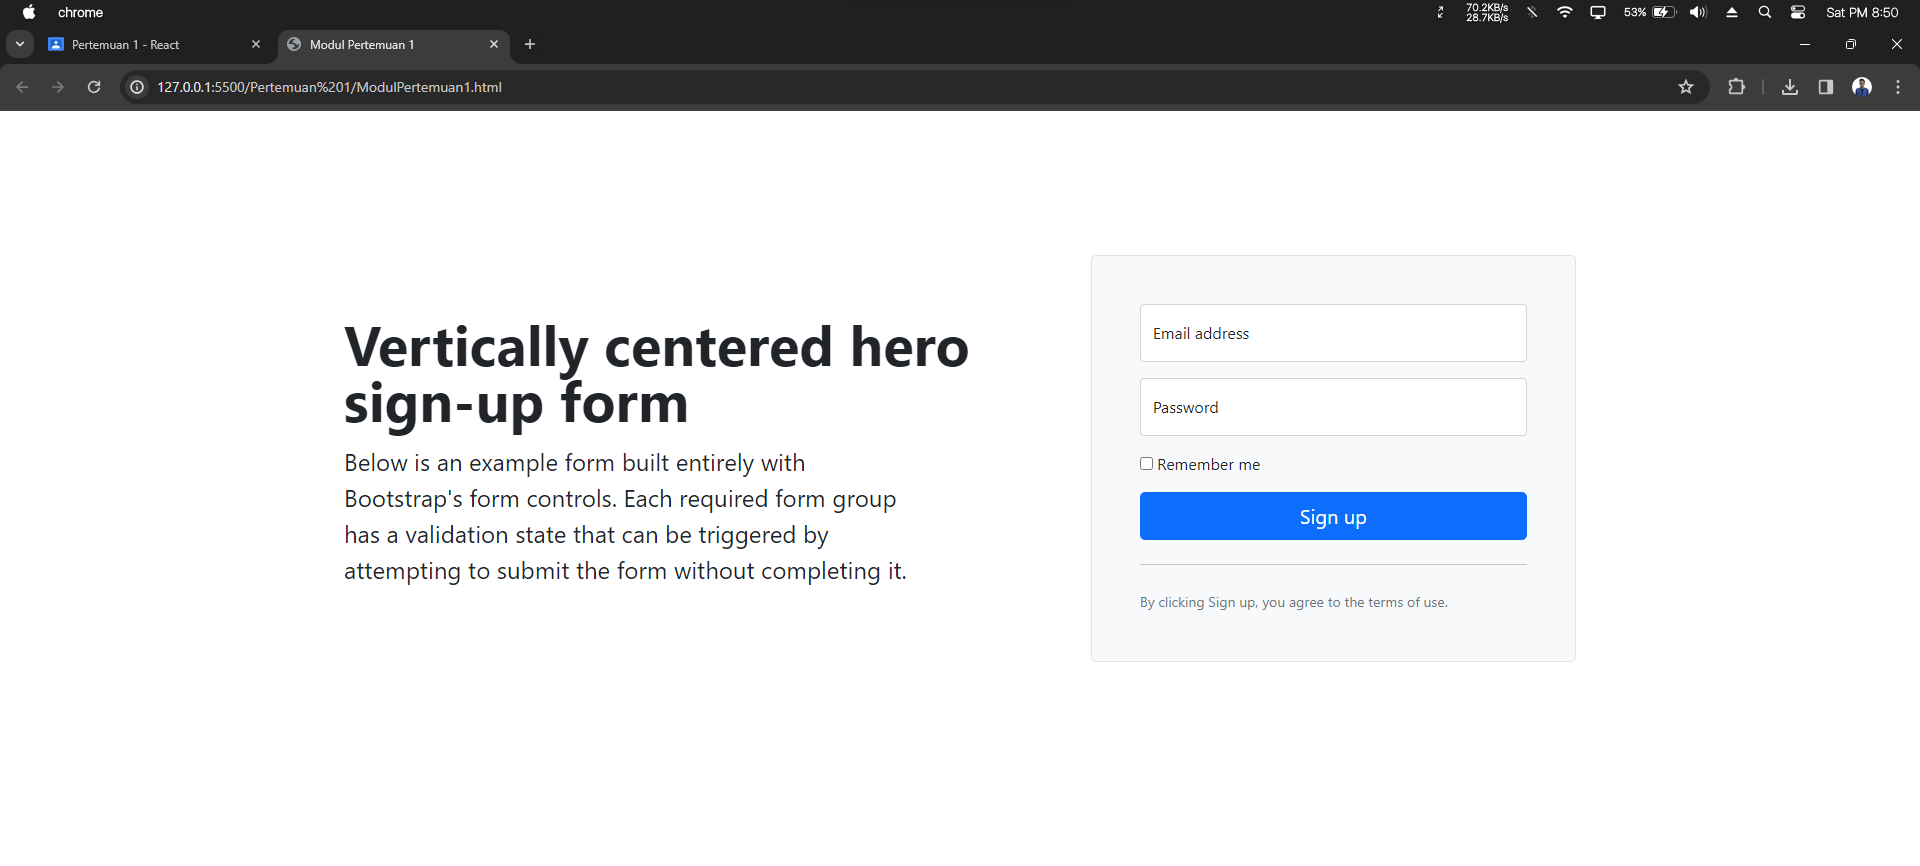 chrome
70.2KB/s
28.7KB/s
53%
Sat PM 8:50
Pertemuan 1 - React
Modul Pertemuan 1
127.0.0.1:5500/Pertemuan%201/ModulPertemuan1.html
Vertically centered hero
sign-up form
Below is an example form built entirely with
Bootstrap's form controls. Each required form group
has a validation state that can be triggered by
attempting to submit the form without completing it.
Email address
Password
Remember me
Sign up
By clicking Sign up, you agree to the terms of use.